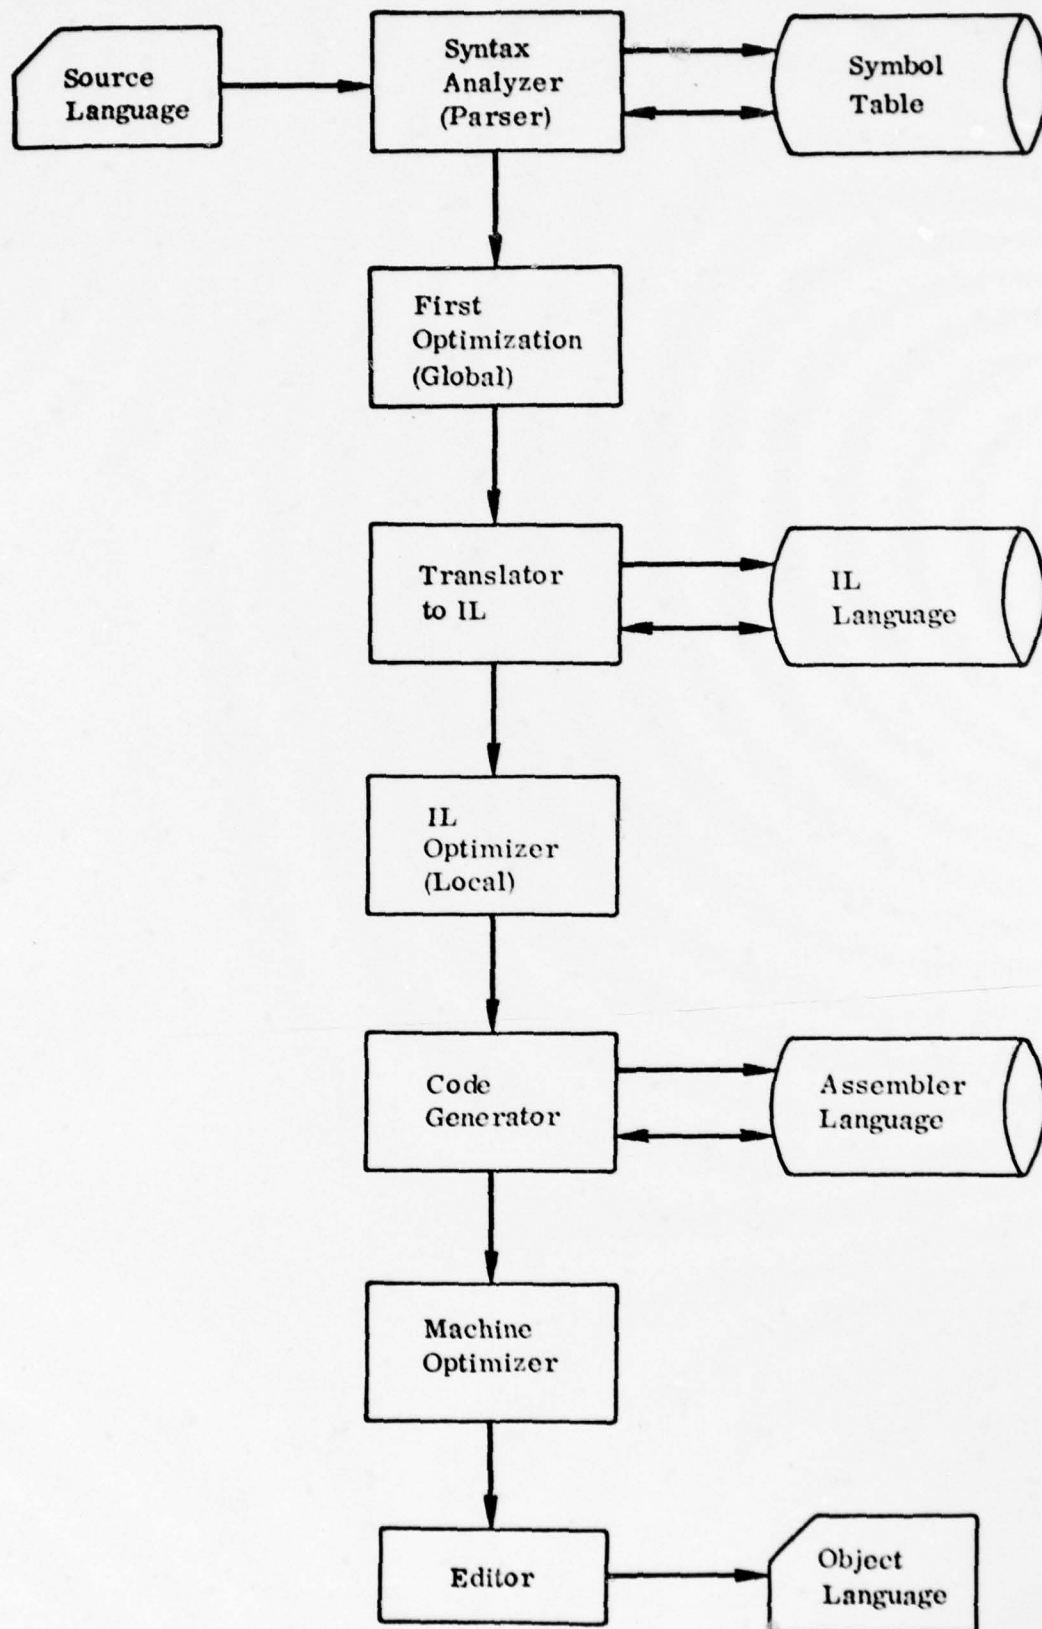 Source
Language
Syntax
Analyzer
(Parser)
Symbol
Table
First
Optimization
(Global)
Translator
to IL
IL
Language
IL
Optimizer
(Local)
Code
Generator
Assembler
Language
Machine
Optimizer
Editor
Object
Language